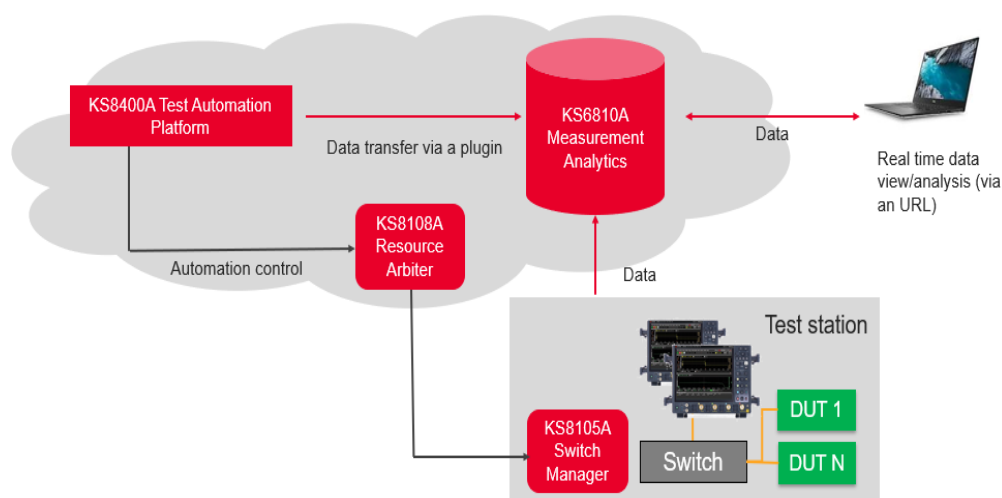 KS8400A Test Automation
Platform
Data transfer via a plugin
KS6810A
Measurement
Analytics
Data
Real time data
view/analysis (via
an URL)
KS8108A
Resource
Arbiter
Automation control
Data
Test station
KS8105A
Switch
Manager
Switch
DUT 1
DUT N